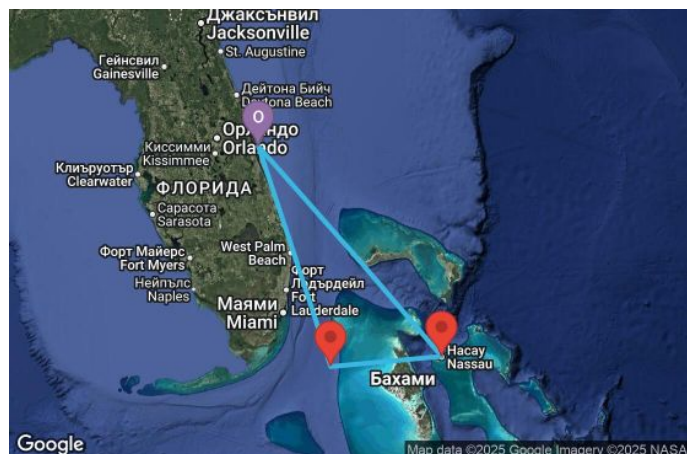 Джаксънвил
Jacksonville
St. Augustine
Гейнсвил
Gainesville
Дейтона Бийч
Daytona Beach
O
Орландо
Orlando
Киссимми
Kissimmee
Клиъруотър
Clearwater
ФЛОРИДА
Сарасота
Sarasota
Форт Майерс
Fort Myers
West Palm
Beach
Нейпълс
Naples
Форт
Лодърдейл
Fort
Lauderdale
Маями
Miami
Насау
Nassau
Бахами
Google
Map data ©2025 Google Imagery ©2025 NASA